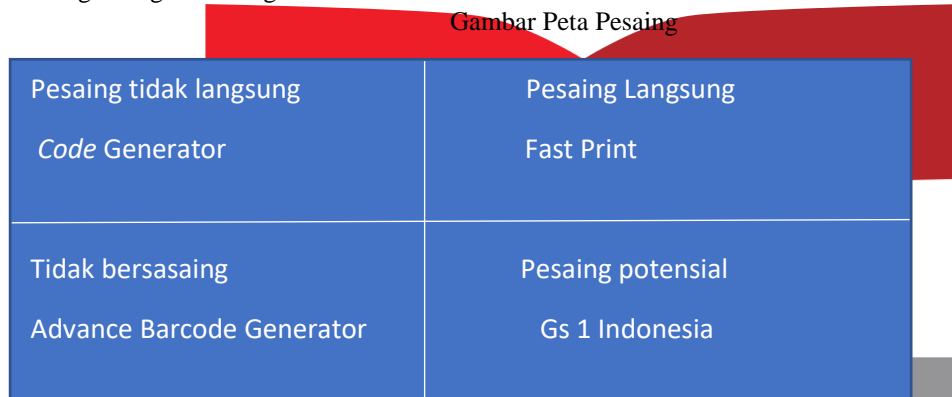 Gambar Peta Pesaing
Pesaing tidak langsung
Code Generator
Pesaing Langsung
Fast Print
Tidak bersasaing
Advance Barcode Generator
Pesaing potensial
Gs 1 Indonesia